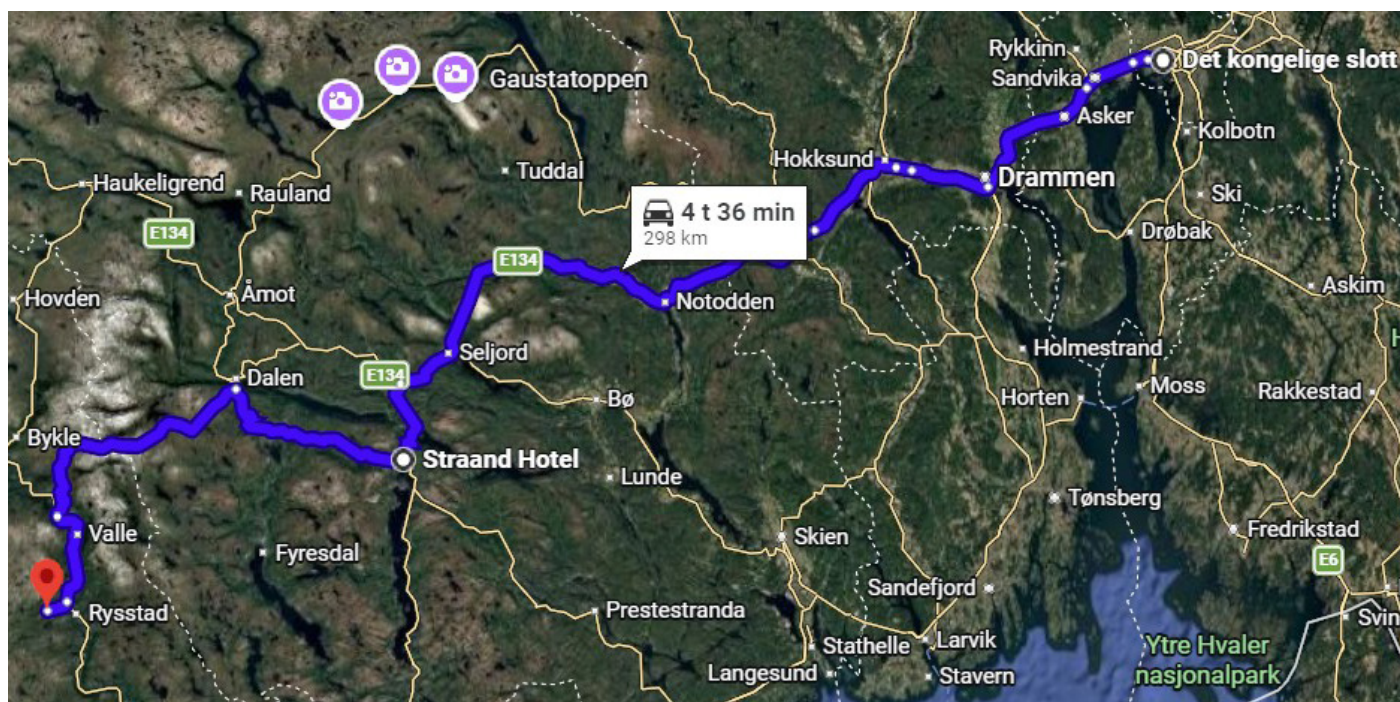 Rykkinn
Det kongelige slott
Sandvika
Gaustatoppen
Asker
Kolbotn
Hokksund
Tuddal
Drammen
Haukeligrend
Rauland
Ski
4 t 36 min
298 km
E134
Drøbak
E134
Hovden
Åmot
Notodden
Askim
Seljord
Holmestrand
Dalen
E134
Moss
Bø
Horten
Rakkestad
Bykle
Straand Hotel
Lunde
Tønsberg
Valle
Skien
Fredrikstad
Fyresdal
E6
Sandefjord
Rysstad
Prestestranda
Svin
Stathelle
Larvik
Ytre Hvaler
nasjonalpark
Langesund
Stavern